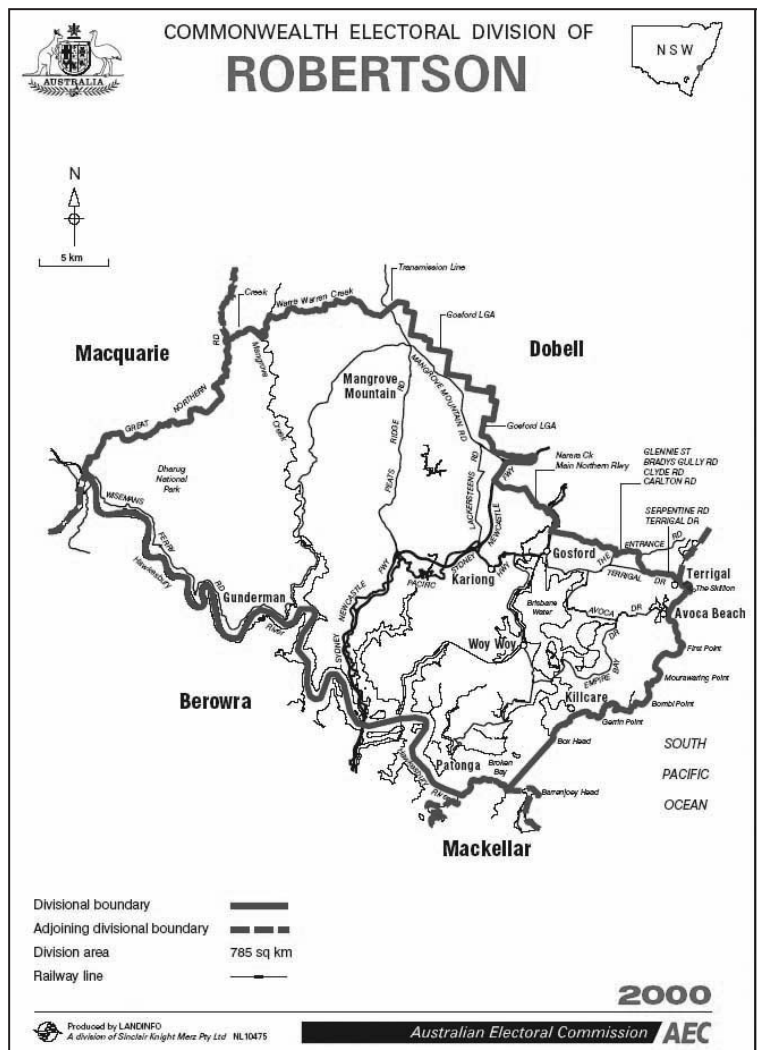 COMMONWEALTH ELECTORAL DIVISION OF
ROBERTSON
AUSTRALIA
NSW
N
5 km
Transmission Line
Creek
Warre Warren Creek
Gosford LGA
Macquarie
Dobell
RD
Mangrove
Creek
Mangrove
Mountain
MANGROVE MOUNTAIN RD
GREAT NORTHERN
PEATS RIDGE RD
Gosford LGA
Narara Ck
Main Northern Rlwy
GLENNIE ST
BRADYS GULLY RD
CLYDE RD
CARLTON RD
Dharug
National
Park
LACKERSTEENS RD
FWY
SERPENTINE RD
TERRIGAL DR
WISEMANS FERRY RD
SYDNEY NEWCASTLE FWY
STONEY NEWCASTLE
PACIFIC HWY
Kariong
Gosford
THE ENTRANCE RD
TERRIGAL DR
Terrigal
The Skillion
Hawkesbury River
Gunderman
Brisbane
Water
AVOCA DR
Avoca Beach
Woy Woy
EMPIRE BAY DR
First Point
Mourawaring Point
Killcare
Bombi Point
Gerrin Point
Berowra
Box Head
SOUTH
PACIFIC
OCEAN
Patonga
Broken
Bay
Hawkesbury River
Barrenjoey Head
Mackellar
Divisional boundary
Adjoining divisional boundary
Division area 785 sq km
Railway line
2000
Produced by LANDINFO
A division of Sinclair Knight Merz Pty Ltd NL10475
Australian Electoral Commission AEC